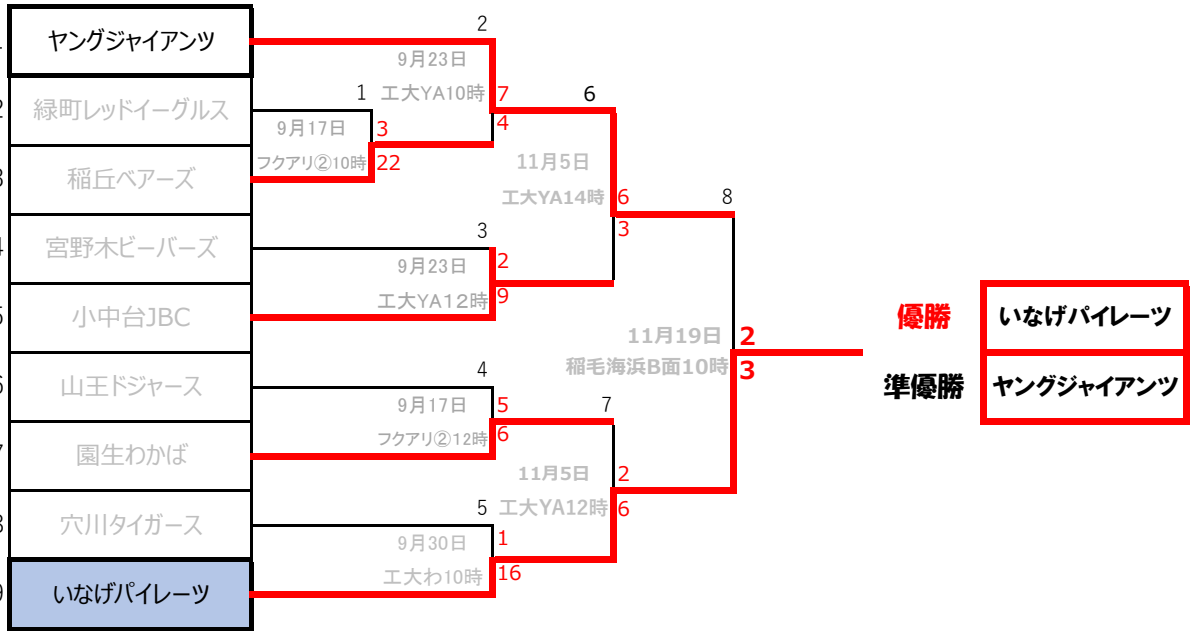 2
ヤングジャイアンツ
9月23日
工大YA10時
7
4
6
2
緑町レッドイーグルス
1
9月17日
フクアリ②10時
3
22
稲丘ベアーズ
11月5日
工大YA14時
6
3
8
4
宮野木ビーバーズ
3
9月23日
工大YA12時
2
9
小中台JBC
11月19日
稲毛海浜B面10時
2
3
優勝
いなげパイレーツ
準優勝
ヤングジャイアンツ
山王ドジャース
4
9月17日
フクアリ②12時
5
6
7
園生わかば
11月5日
工大YA12時
2
6
穴川タイガース
5
9月30日
工大わ10時
1
16
いなげパイレーツ